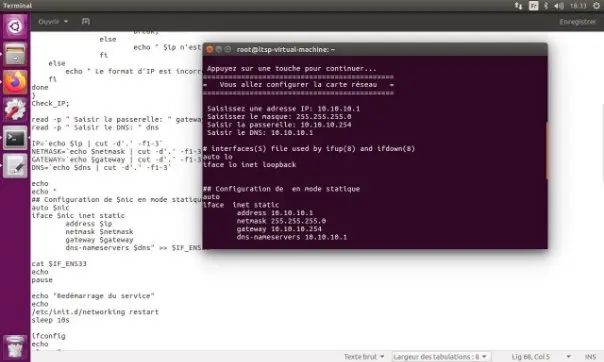 Terminal
Fr
18:33
Ouvrir
Enregistrer
break;
else
echo " $ip n'est
fi
else
echo " Le format d'IP est incorr
fi
done
}
Check_IP;
read -p " Saisir la passerelle: " gateway
read -p " Saisir le DNS: " dns
IP=`echo $ip | cut -d'.' -f1-3`
NETMASK=`echo $netmask | cut -d'.' -f1-3`
GATEWAY=`echo $gateway | cut -d'.' -f1-3`
DNS=`echo $dns | cut -d'.' -f1-3`
echo
echo "
## Configuration de $nic en mode statique
auto $nic
iface $nic inet static
address $ip
netmask $netmask
gateway $gateway
dns-nameservers $dns" >> $IF_EN
cat $IF_ENS33
echo
pause
echo "Redémarrage du service"
echo
/etc/init.d/networking restart
sleep 10s
ifconfig
echo
root@ltsp-virtual-machine: ~
Appuyez sur une touche pour continuer...
=    Vous allez configurer la carte réseau    =
Saisissez une adresse IP: 10.10.10.1
Saisissez le masque: 255.255.255.0
Saisir la passerelle: 10.10.10.254
Saisir le DNS: 10.10.10.1
# interfaces(5) file used by ifup(8) and ifdown(8)
auto lo
iface lo inet loopback
## Configuration de  en mode statique
auto
iface  inet static
address 10.10.10.1
netmask 255.255.255.0
gateway 10.10.10.254
dns-nameservers 10.10.10.1
Texte brut
Largeur des tabulations : 8
Lig 88, Col 5
INS